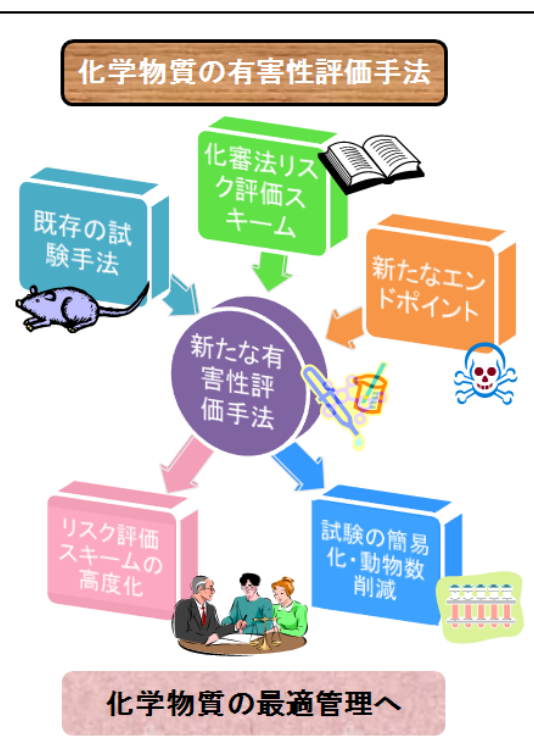 化学物質の有害性評価手法
化審法リス
ク評価ス
キーム
既存の試
験手法
新たなエン
ドポイント
新たな有
害性評
価手法
リスク評価
スキームの
高度化
試験の簡易
化・動物数
削減
化学物質の最適管理へ